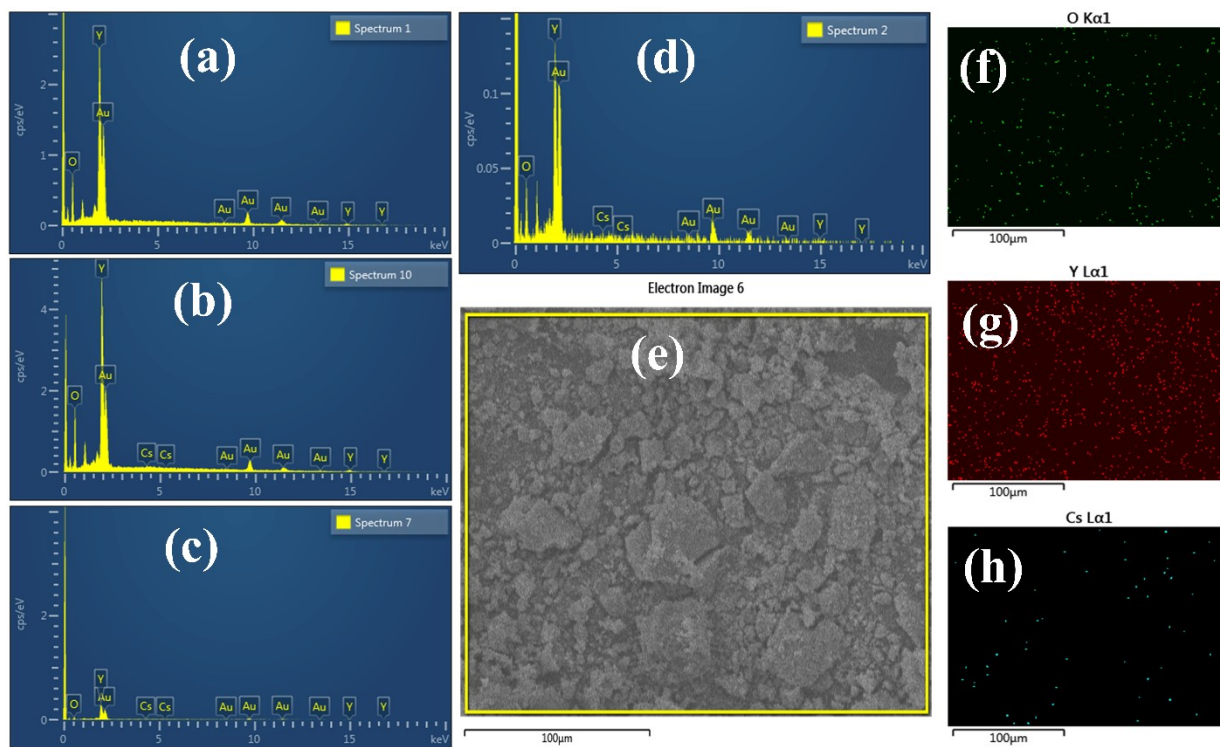 Spectrum 1
(a)
cps/eV
3
2
1
0
Y
Au
O
Au
Au
Au
Au
Y
Y
0
5
10
15
keV
Spectrum 10
(b)
cps/eV
4
2
0
Y
Au
O
Cs
Cs
Au
Au
Au
Au
Y
Y
0
5
10
15
keV
Spectrum 7
(c)
cps/eV
2
0
Y
O
Au
Cs
Cs
Au
Au
Au
Au
Y
Y
0
5
10
15
keV
Spectrum 2
(d)
cps/eV
0.1
0.05
0
Y
Au
O
Cs
Cs
Au
Au
Au
Au
Y
Y
0
5
10
15
keV
Electron Image 6
(e)
100µm
O Kα1
(f)
100µm
Y Lα1
(g)
100µm
Cs Lα1
(h)
100µm